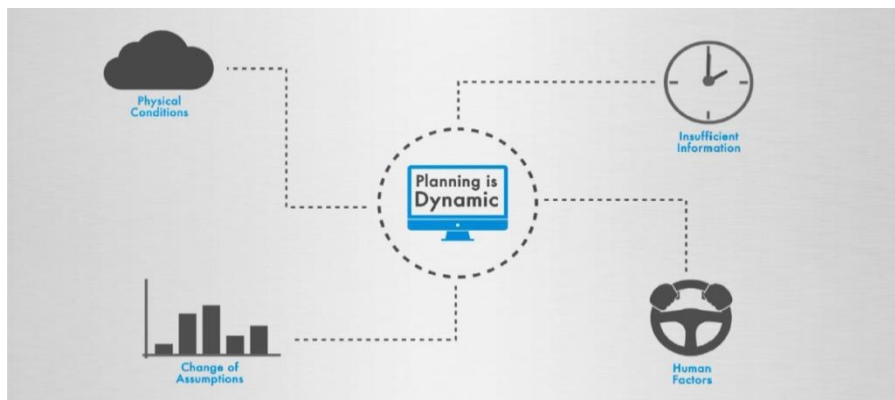 Physical
Conditions
Insufficient
Information
Planning is
Dynamic
Change of
Assumptions
Human
Factors